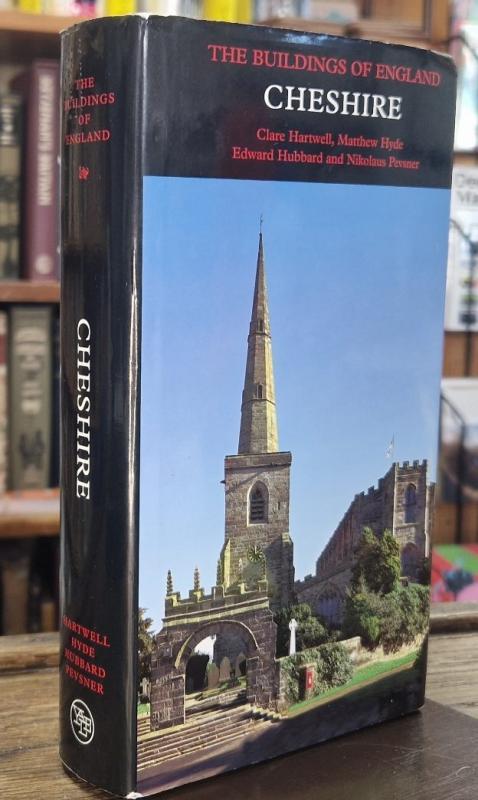 THE BUILDINGS OF ENGLAND
CHESHIRE
Clare Hartwell, Matthew Hyde
Edward Hubbard and Nikolaus Pevsner
THE
BUILDINGS
OF
ENGLAND
CHESHIRE
HARTWELL
HYDE
HUBBARD
PEVSNER